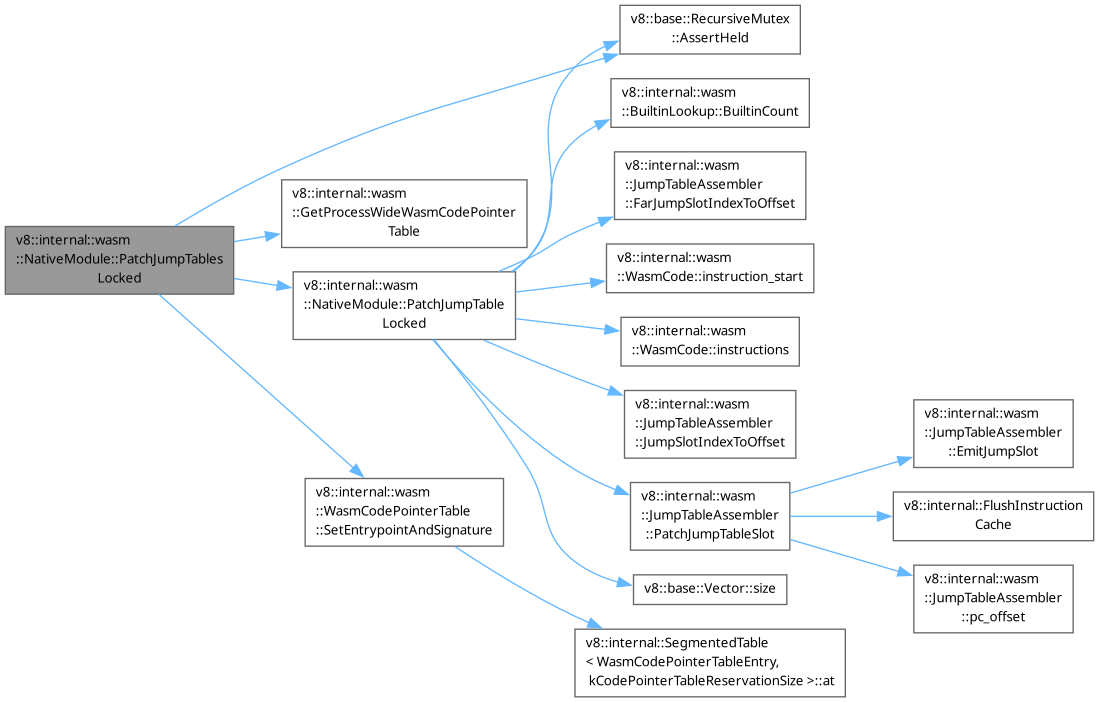 v8::internal::wasm
::NativeModule::PatchJumpTables
Locked
v8::base::RecursiveMutex
::AssertHeld
v8::internal::wasm
::GetProcessWideWasmCodePointer
Table
v8::internal::wasm
::NativeModule::PatchJumpTable
Locked
v8::internal::wasm
::BuiltinLookup::BuiltinCount
v8::internal::wasm
::JumpTableAssembler
::FarJumpSlotIndexToOffset
v8::internal::wasm
::WasmCode::instruction_start
v8::internal::wasm
::WasmCode::instructions
v8::internal::wasm
::JumpTableAssembler
::JumpSlotIndexToOffset
v8::internal::wasm
::JumpTableAssembler
::PatchJumpTableSlot
v8::internal::wasm
::JumpTableAssembler
::EmitJumpSlot
v8::internal::FlushInstruction
Cache
v8::internal::wasm
::JumpTableAssembler
::pc_offset
v8::base::Vector::size
v8::internal::wasm
::WasmCodePointerTable
::SetEntrypointAndSignature
v8::internal::SegmentedTable
< WasmCodePointerTableEntry,
kCodePointerTableReservationSize >::at